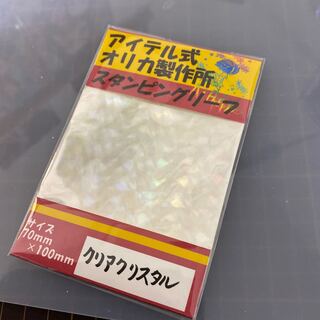 アイテル式
オリカ製作所
スタンピングリーフ
サイズ
70mm
×100mm
クリアクリスタル